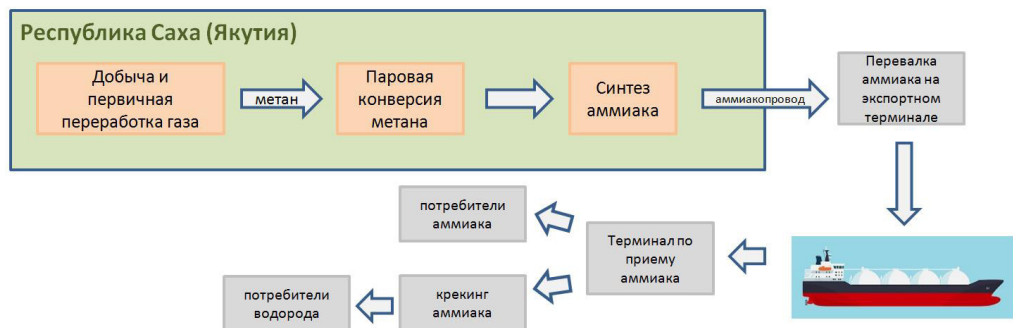 Республика Саха (Якутия)
Добыча и
первичная
переработка газа
метан
Паровая
конверсия
метана
Синтез
аммиака
аммиакопровод
Перевалка
аммиака на
экспортном
терминале
потребители
аммиака
Терминал по
приему
аммиака
потребители
водорода
крекинг
аммиака